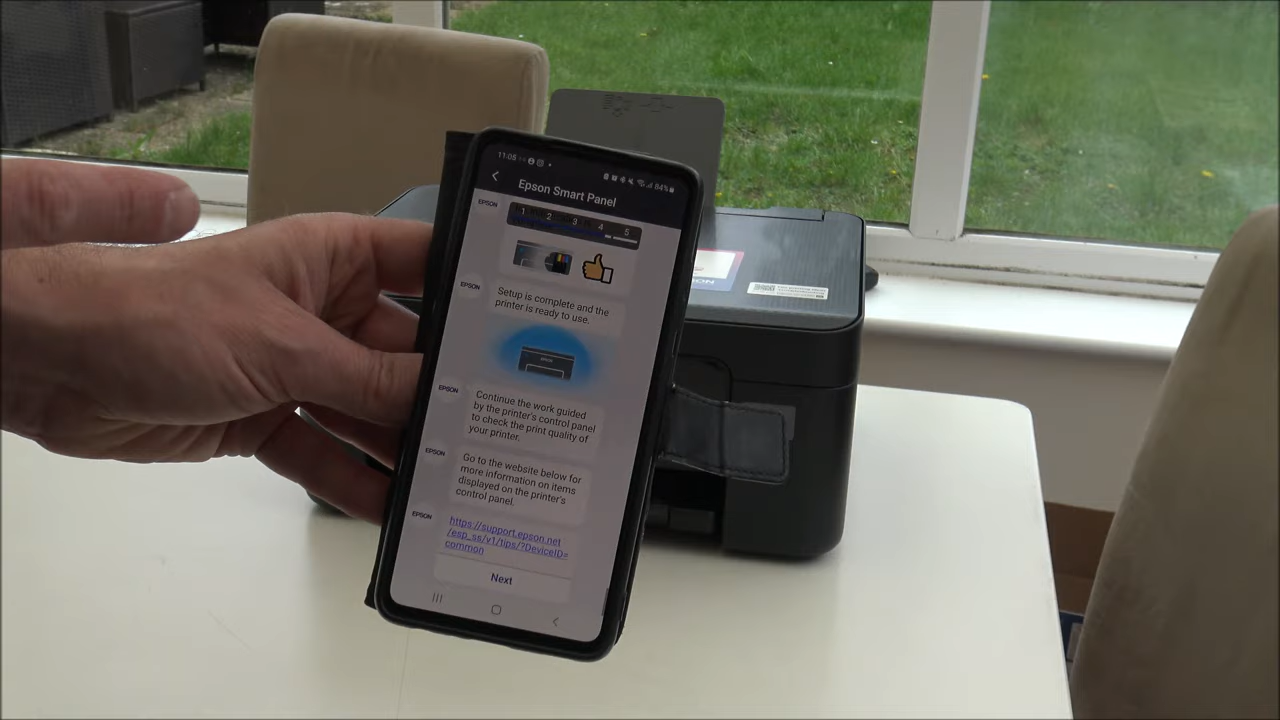 11:05
84%
Epson Smart Panel
EPSON
1 2 3 4 5
EPSON
Setup is complete and the
printer is ready to use.
EPSON
Continue the work guided
by the printer's control panel
to check the print quality of
your printer.
EPSON
Go to the website below for
more information on items
displayed on the printer's
control panel.
EPSON
https://support.epson.net
/esp_ss/v1/tips/?DeviceID=
common
Next